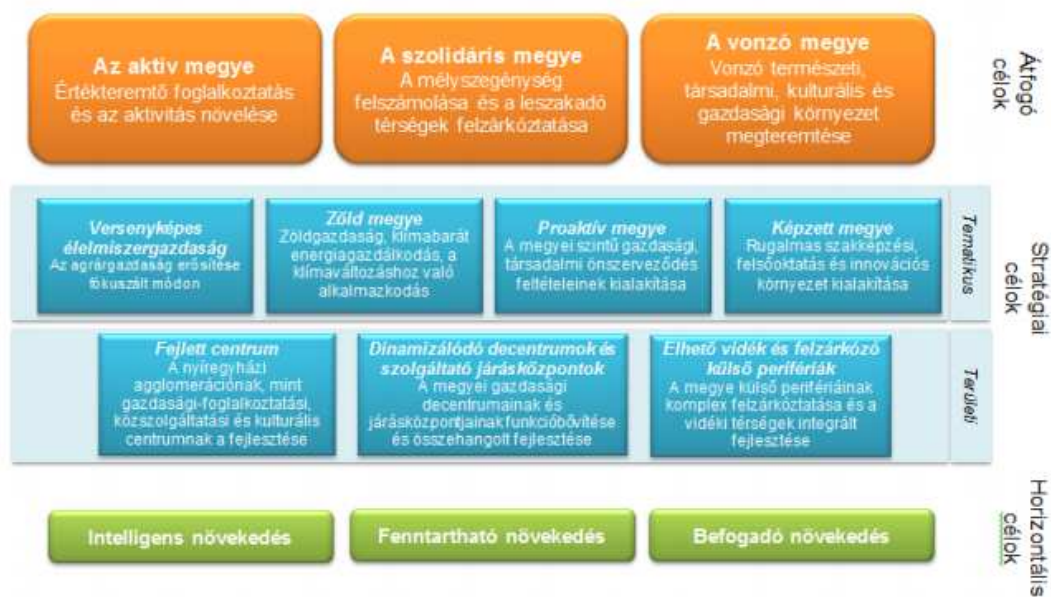 Az aktív megye
Értékteremtő foglalkoztatás
és az aktivitás növelése
A szolidáris megye
A mélyszegénység
felszámolása és a leszakadó
térségek felzárkóztatása
A vonzó megye
Vonzó természeti,
társadalmi, kulturális és
gazdasági környezet
megteremtése
Átfogó
célok
Versenyképes
élelmiszergazdaság
Az agrárgazdaság erősítése
fókuszált módon
Zöld megye
Zöldgazdaság, klímabarát
energiagazdálkodás, a
klímaváltozáshoz való
alkalmazkodás
Proaktív megye
A megyei szintű gazdasági,
társadalmi önszerveződés
feltételeinek kialakítása
Képzett megye
Rugalmas szakképzési,
felsőoktatás és innovációs
környezet kialakítása
Tematikus
Stratégiai
célok
Fejlett centrum
A nyíregyházi
agglomerációnak, mint
gazdasági-foglalkoztatási,
közszolgáltatási és kulturális
centrumnak a fejlesztése
Dinamizálódó decentrumok és
szolgáltató járásközpontok
A megyei gazdasági
decentrumainak és
járásközpontjainak funkcióbővítése
és összehangolt fejlesztése
Élhető vidék és felzárkózó
külső perifériák
A megye külső perifériáinak
komplex felzárkóztatása és a
vidéki térségek integrált
fejlesztése
Területi
Intelligens növekedés
Fenntartható növekedés
Befogadó növekedés
Horizontális
célok